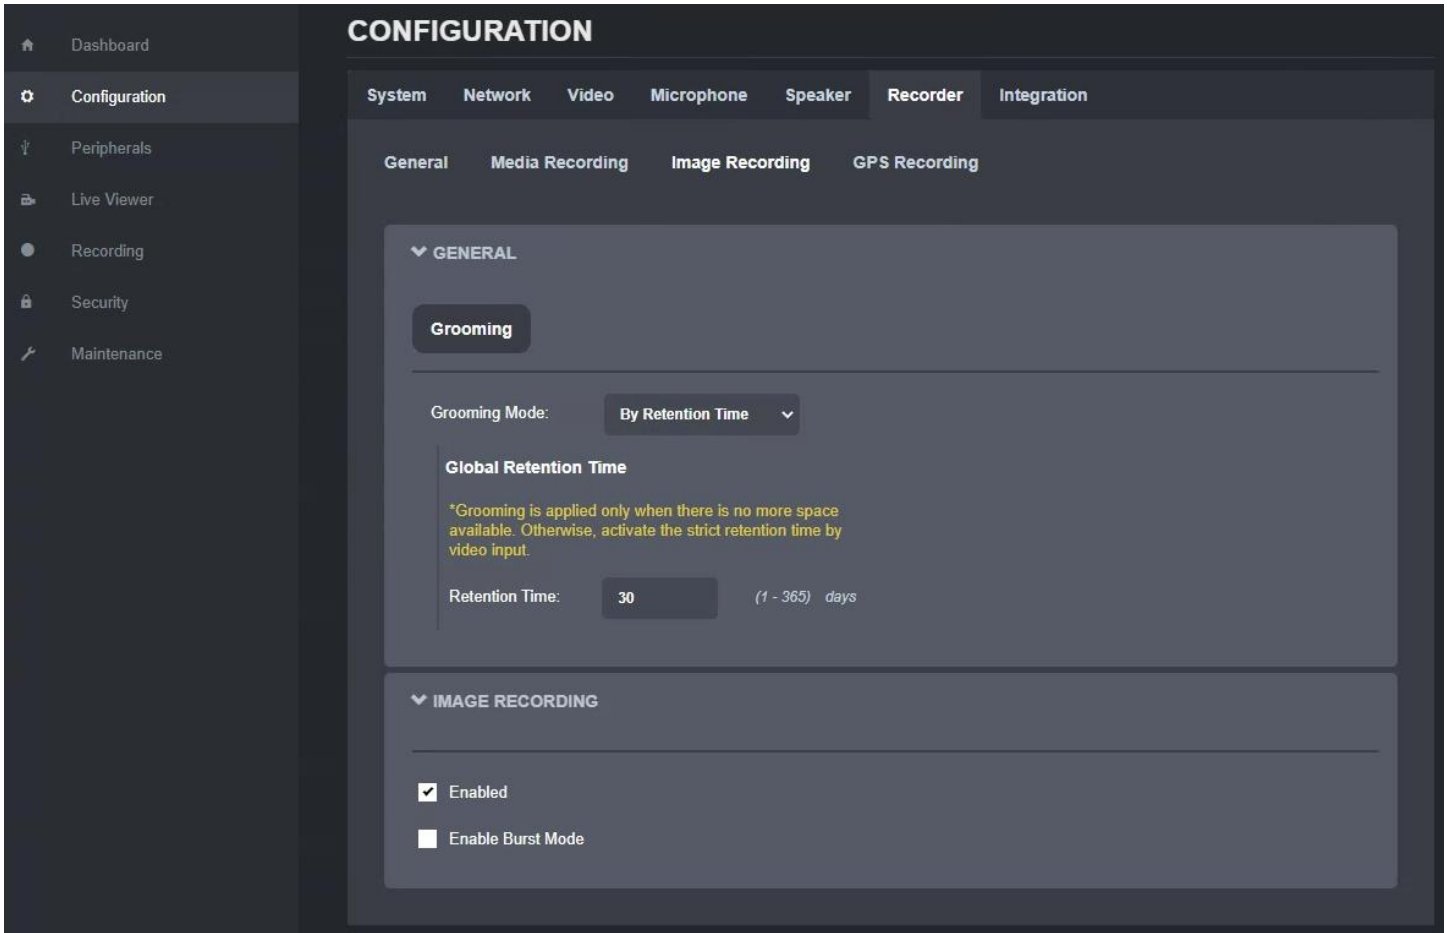 CONFIGURATION
Dashboard
Configuration
Peripherals
Live Viewer
Recording
Security
Maintenance
System Network Video Microphone Speaker Recorder Integration
General Media Recording Image Recording GPS Recording
GENERAL
Grooming
Grooming Mode: By Retention Time
Global Retention Time
*Grooming is applied only when there is no more space
available. Otherwise, activate the strict retention time by
video input.
Retention Time: 30 (1 - 365) days
IMAGE RECORDING
Enabled
Enable Burst Mode